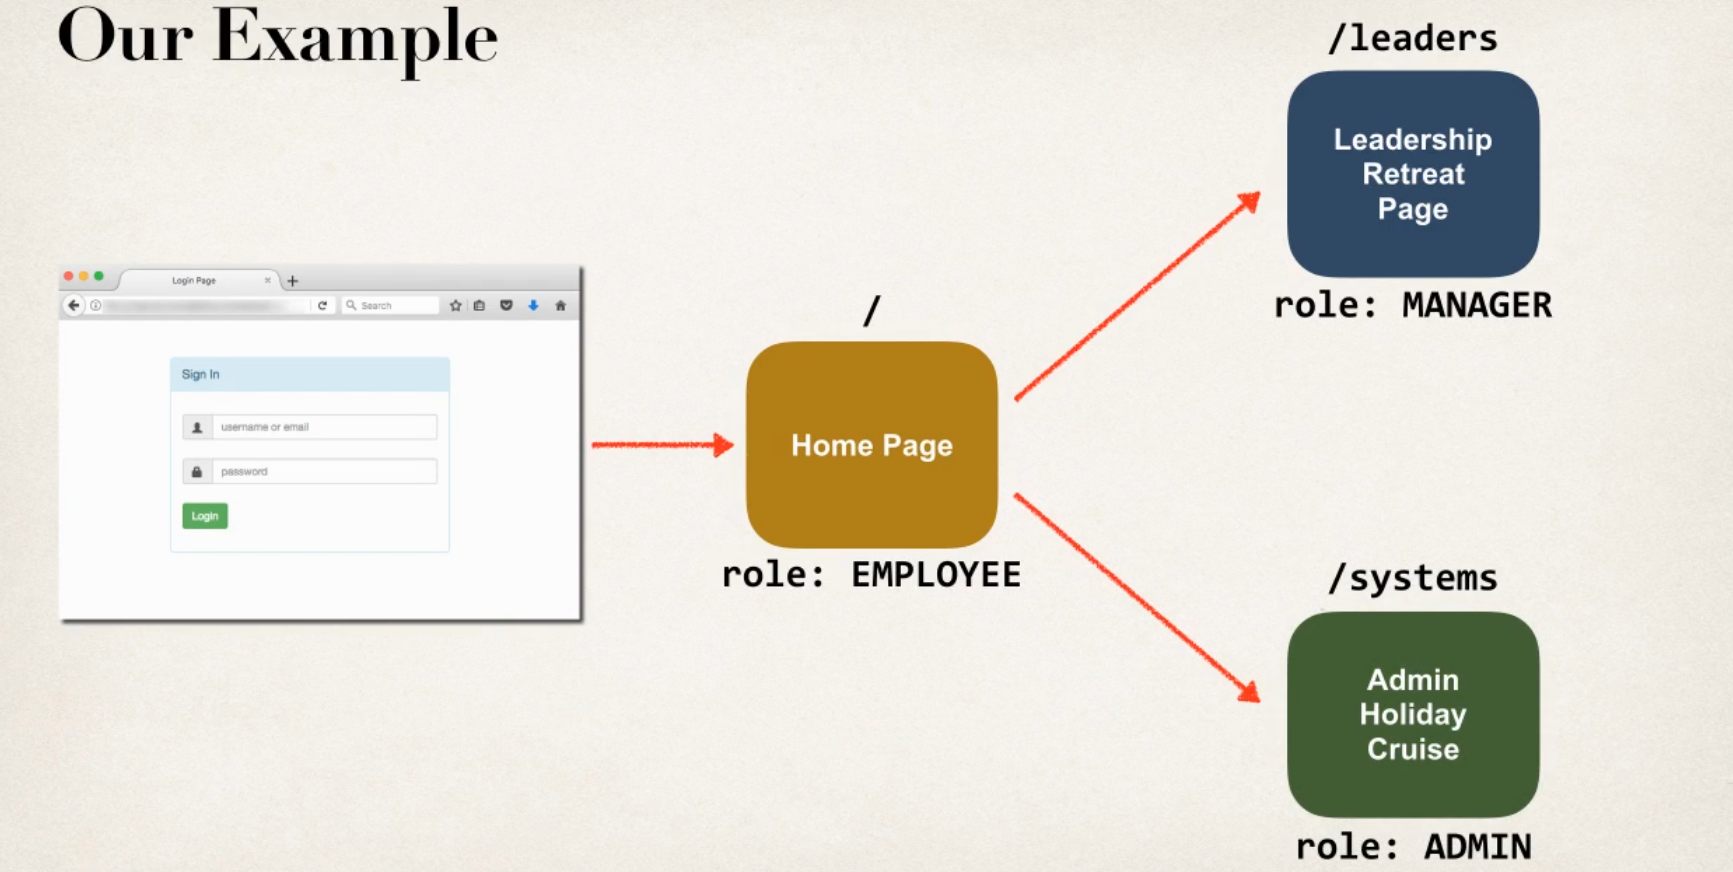 Our Example
Login Page
Search
Sign In
username or email
password
Login
/
Home Page
role: EMPLOYEE
/leaders
Leadership
Retreat
Page
role: MANAGER
/systems
Admin
Holiday
Cruise
role: ADMIN